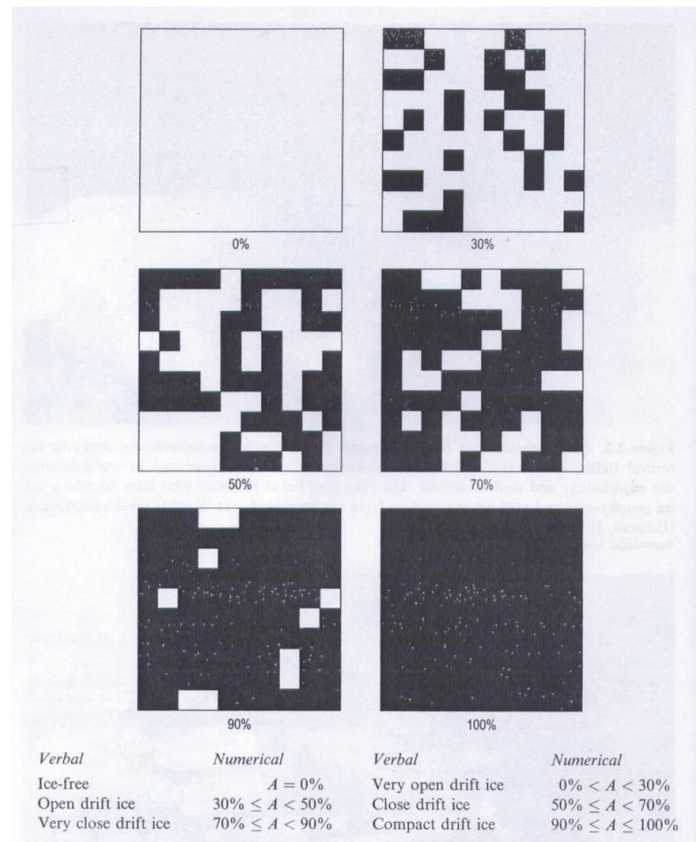 0%
30%
50%
70%
90%
100%
Verbal Numerical Verbal Numerical
Ice-free A = 0% Very open drift ice 0% < A < 30%
Open drift ice 30% ≤ A < 50% Close drift ice 50% ≤ A < 70%
Very close drift ice 70% ≤ A < 90% Compact drift ice 90% ≤ A ≤ 100%